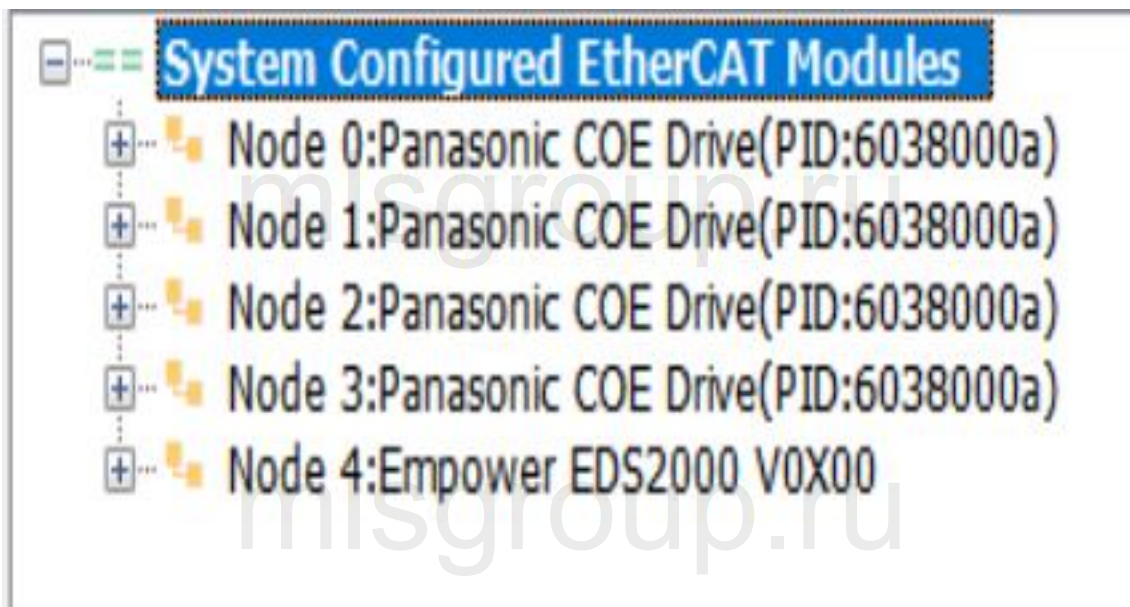 System Configured EtherCAT Modules
Node 0:Panasonic COE Drive(PID:6038000a)
misgroup.ru
Node 1:Panasonic COE Drive(PID:6038000a)
Node 2:Panasonic COE Drive(PID:6038000a)
Node 3:Panasonic COE Drive(PID:6038000a)
Node 4:Empower EDS2000 V0X00
misgroup.ru